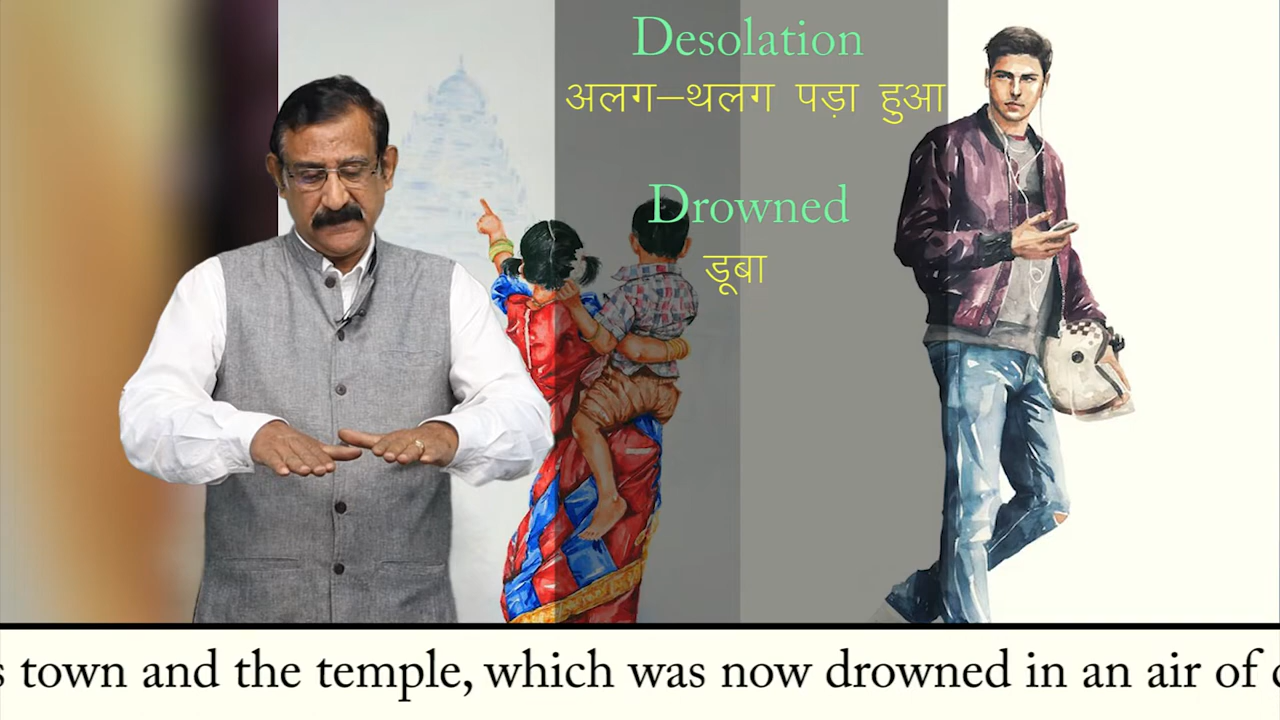 Desolation
अलग–थलग पड़ा हुआ
Drowned
डूबा
town and the temple, which was now drowned in an air of